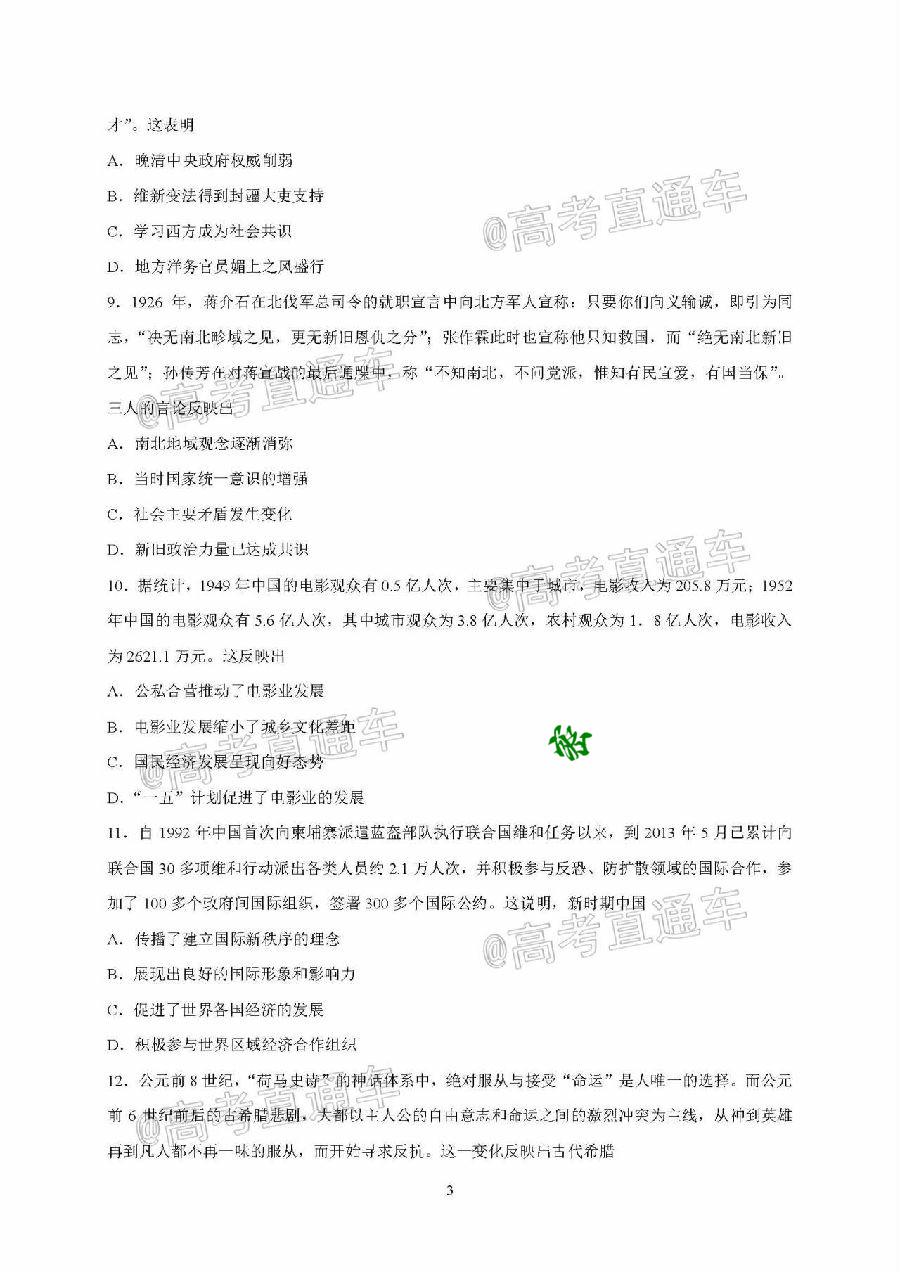 才”。这表明
A．晚清中央政府权威削弱
B．维新变法得到封疆大吏支持
C．学习西方成为社会共识
D．地方洋务官员媚上之风盛行
9．1926 年，蒋介石在北伐军总司令的就职宣言中向北方军人宣称：只要你们向义输诚，即引为同
志，“决无南北畛域之见，更无新旧恩仇之分”；张作霖此时也宣称他只知救国，而“绝无南北新旧
之见”；孙传芳在对蒋宣战的最后通牒中，称“不知南北，不问党派，惟知有民宜爱，有国当保”。
三人的言论反映出
A．南北地域观念逐渐消弥
B．当时国家统一意识的增强
C．社会主要矛盾发生变化
D．新旧政治力量已达成共识
10．据统计，1949 年中国的电影观众有 0.5 亿人次，主要集中于城市，电影收入为 205.8 万元；1952
年中国的电影观众有 5.6 亿人次，其中城市观众为 3.8 亿人次，农村观众为 1．8 亿人次，电影收入
为 2621.1 万元。这反映出
A．公私合营推动了电影业发展
B．电影业发展缩小了城乡文化差距
C．国民经济发展呈现向好态势
D．“一五”计划促进了电影业的发展
11．自 1992 年中国首次向柬埔寨派遣蓝盔部队执行联合国维和任务以来，到 2013 年 5 月已累计向
联合国 30 多项维和行动派出各类人员约 2.1 万人次，并积极参与反恐、防扩散领域的国际合作，参
加了 100 多个政府间国际组织，签署 300 多个国际公约。这说明，新时期中国
A．传播了建立国际新秩序的理念
B．展现出良好的国际形象和影响力
C．促进了世界各国经济的发展
D．积极参与世界区域经济合作组织
12．公元前 8 世纪，“荷马史诗”的神话体系中，绝对服从与接受“命运”是人唯一的选择。而公元
前 6 世纪前后的古希腊悲剧，大都以主人公的自由意志和命运之间的激烈冲突为主线，从神到英雄
再到凡人都不再一味的服从，而开始寻求反抗。这一变化反映出古代希腊
3
@高考直通车
@高考直通车
@高考直通车
@高考直通车
@高考直通车
@高考直通车